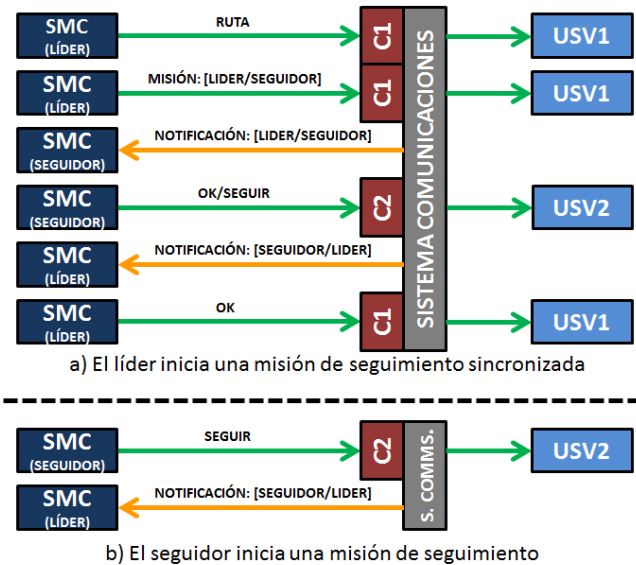 SMC
(LÍDER)
RUTA
C1
USV1
SMC
(LÍDER)
MISIÓN: [LIDER/SEGUIDOR]
C1
USV1
SMC
(SEGUIDOR)
NOTIFICACIÓN: [LIDER/SEGUIDOR]
SMC
(SEGUIDOR)
OK/SEGUIR
C2
USV2
SMC
(LÍDER)
NOTIFICACIÓN: [SEGUIDOR/LIDER]
SMC
(LÍDER)
OK
C1
USV1
SISTEMA COMUNICACIONES
a) El líder inicia una misión de seguimiento sincronizada
SMC
(SEGUIDOR)
SEGUIR
C2
USV2
SMC
(LÍDER)
NOTIFICACIÓN: [SEGUIDOR/LIDER]
S. COMMS.
b) El seguidor inicia una misión de seguimiento